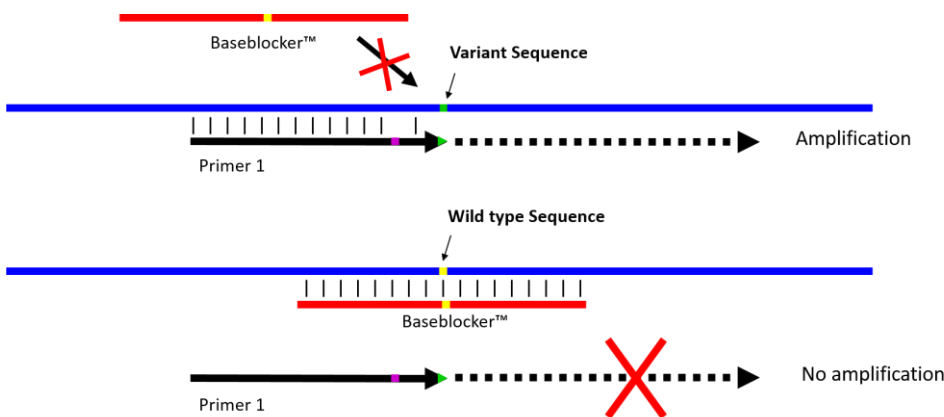 Baseblocker™
Variant Sequence
Amplification
Primer 1
Wild type Sequence
Baseblocker™
No amplification
Primer 1